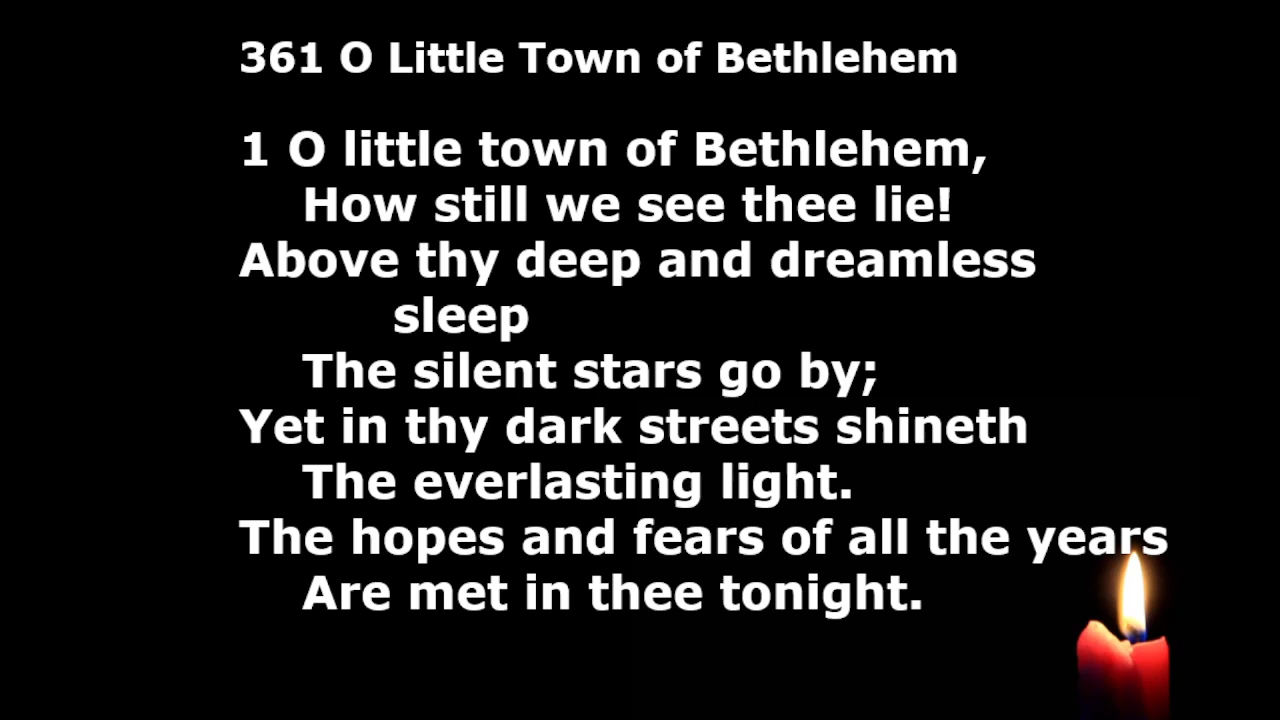 361 O Little Town of Bethlehem
1 O little town of Bethlehem,
How still we see thee lie!
Above thy deep and dreamless
sleep
The silent stars go by;
Yet in thy dark streets shineth
The everlasting light.
The hopes and fears of all the years
Are met in thee tonight.